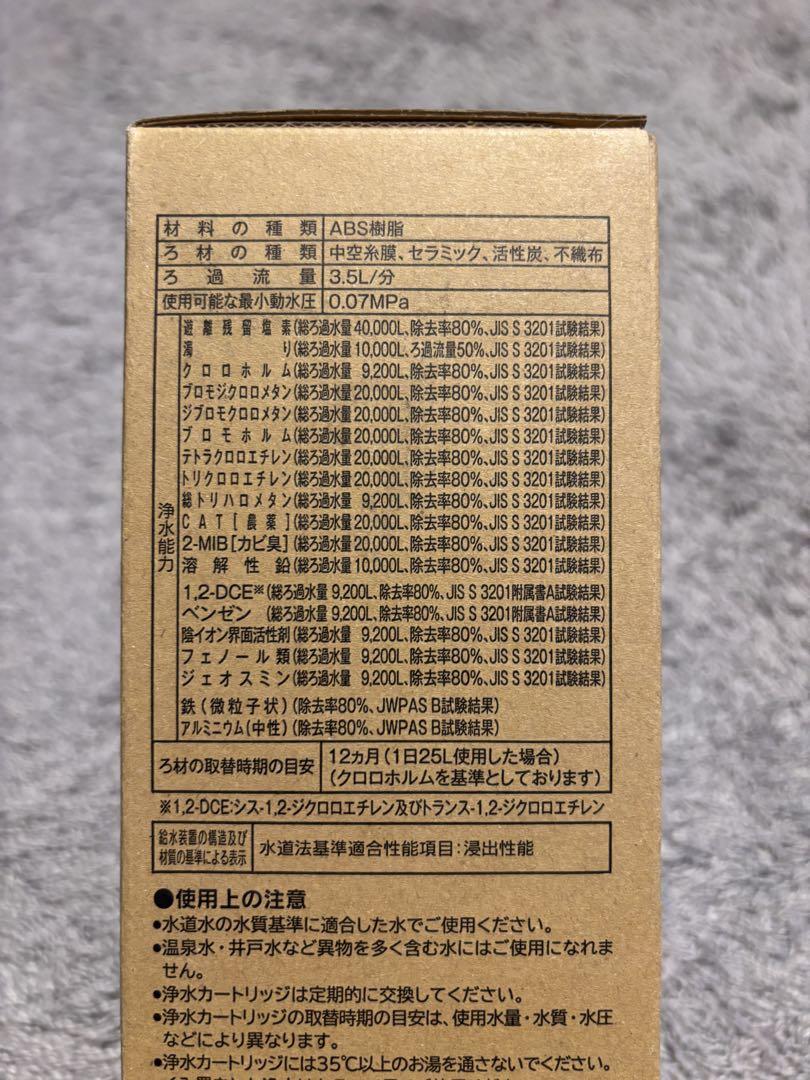 材料の種類 ABS樹脂
ろ材の種類 中空糸膜、セラミック、活性炭、不織布
ろ過流量 3.5L/分
使用可能な最小動水圧 0.07MPa
浄水能力
遊離残留塩素(総ろ過水量 40,000L、除去率80%、JIS S 3201試験結果)
濁り(総ろ過水量 10,000L、ろ過流量50%、JIS S 3201試験結果)
クロロホルム(総ろ過水量 9,200L、除去率80%、JIS S 3201試験結果)
ブロモジクロロメタン(総ろ過水量 20,000L、除去率80%、JIS S 3201試験結果)
ジブロモクロロメタン(総ろ過水量 20,000L、除去率80%、JIS S 3201試験結果)
ブロモホルム(総ろ過水量 20,000L、除去率80%、JIS S 3201試験結果)
テトラクロロエチレン(総ろ過水量 20,000L、除去率80%、JIS S 3201試験結果)
トリクロロエチレン(総ろ過水量 20,000L、除去率80%、JIS S 3201試験結果)
総トリハロメタン(総ろ過水量 9,200L、除去率80%、JIS S 3201試験結果)
CAT[農薬](総ろ過水量 20,000L、除去率80%、JIS S 3201試験結果)
2-MIB[カビ臭](総ろ過水量 20,000L、除去率80%、JIS S 3201試験結果)
溶解性鉛(総ろ過水量 10,000L、除去率80%、JIS S 3201試験結果)
1,2-DCE※(総ろ過水量 9,200L、除去率80%、JIS S 3201附属書A試験結果)
ベンゼン (総ろ過水量 9,200L、除去率80%、JIS S 3201附属書A試験結果)
陰イオン界面活性剤(総ろ過水量 9,200L、除去率80%、JIS S 3201試験結果)
フェノール類(総ろ過水量 9,200L、除去率80%、JIS S 3201試験結果)
ジェオスミン(総ろ過水量 9,200L、除去率80%、JIS S 3201試験結果)
鉄(微粒子状)(除去率80%、JWPAS B試験結果)
アルミニウム(中性)(除去率80%、JWPAS B試験結果)
ろ材の取替時期の目安 12ヵ月(1日25L使用した場合)
(クロロホルムを基準としております)
※1,2-DCE:シス-1,2-ジクロロエチレン及びトランス-1,2-ジクロロエチレン
給水装置の構造及び
材質の基準による表示 水道法基準適合性能項目:浸出性能
●使用上の注意
•水道水の水質基準に適合した水でご使用ください。
•温泉水・井戸水など異物を多く含む水にはご使用になれま
せん。
•浄水カートリッジは定期的に交換してください。
•浄水カートリッジの取替時期の目安は、使用水量・水質・水圧
などにより異なります。
•浄水カートリッジには35℃以上のお湯を通さないでください。